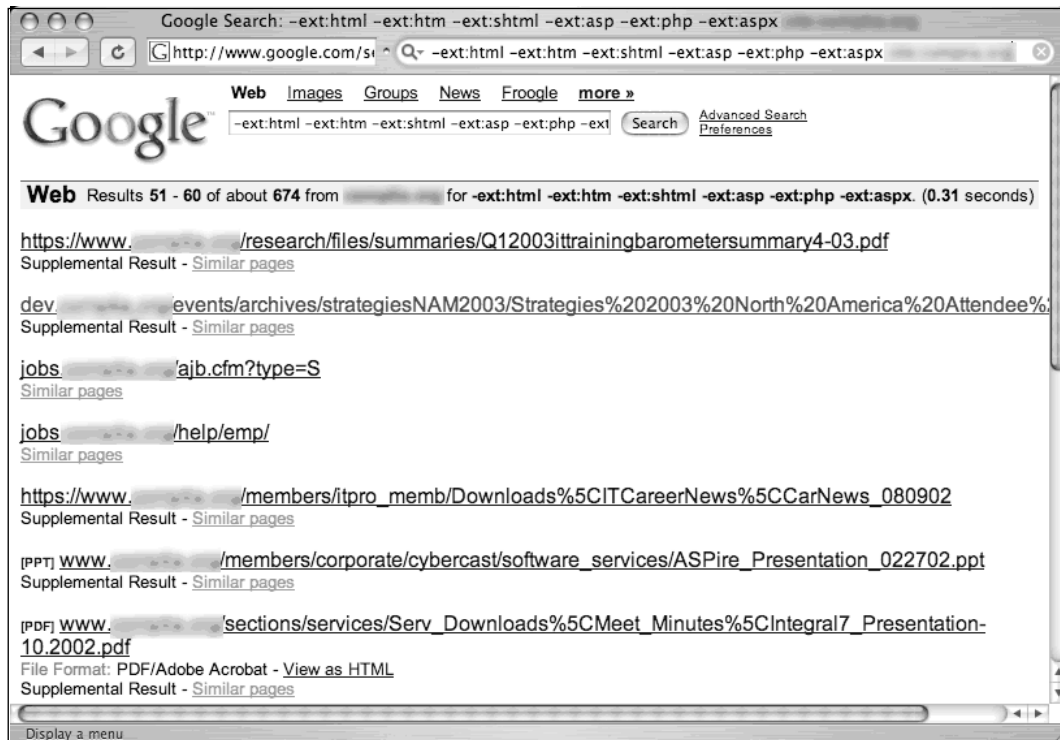 Google Search: –ext:html –ext:htm –ext:shtml –ext:asp –ext:php –ext:aspx
http://www.google.com/se –ext:html –ext:htm –ext:shtml –ext:asp –ext:php –ext:aspx
Web Images Groups News Froogle more »
Google™
–ext:html –ext:htm –ext:shtml –ext:asp –ext:php –ext Search Advanced Search
Preferences
Web Results 51 - 60 of about 674 from for -ext:html -ext:htm -ext:shtml -ext:asp -ext:php -ext:aspx. (0.31 seconds)
https://www. /research/files/summaries/Q12003ittrainingbarometersummary4-03.pdf
Supplemental Result - Similar pages
dev. /events/archives/strategiesNAM2003/Strategies%202003%20North%20America%20Attendee%
Supplemental Result - Similar pages
jobs. /ajb.cfm?type=S
Similar pages
jobs /help/emp/
Similar pages
https://www. /members/itpro_memb/Downloads%5CITCareerNews%5CCarNews_080902
Supplemental Result - Similar pages
[PPT] www. /members/corporate/cybercast/software_services/ASPire_Presentation_022702.ppt
Supplemental Result - Similar pages
[PDF] www. /sections/services/Serv_Downloads%5CMeet_Minutes%5CIntegral7_Presentation-
10.2002.pdf
File Format: PDF/Adobe Acrobat - View as HTML
Supplemental Result - Similar pages
Display a menu